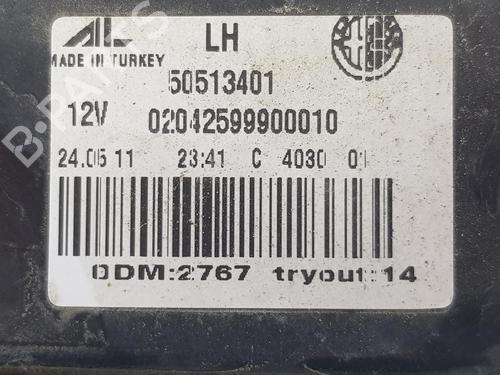 AL LH
MADE IN TURKEY
50513401
12V 02042599900010
24.05 11 23:41 C 4030 01
ODM:2767 tryout:14
B-PARTS